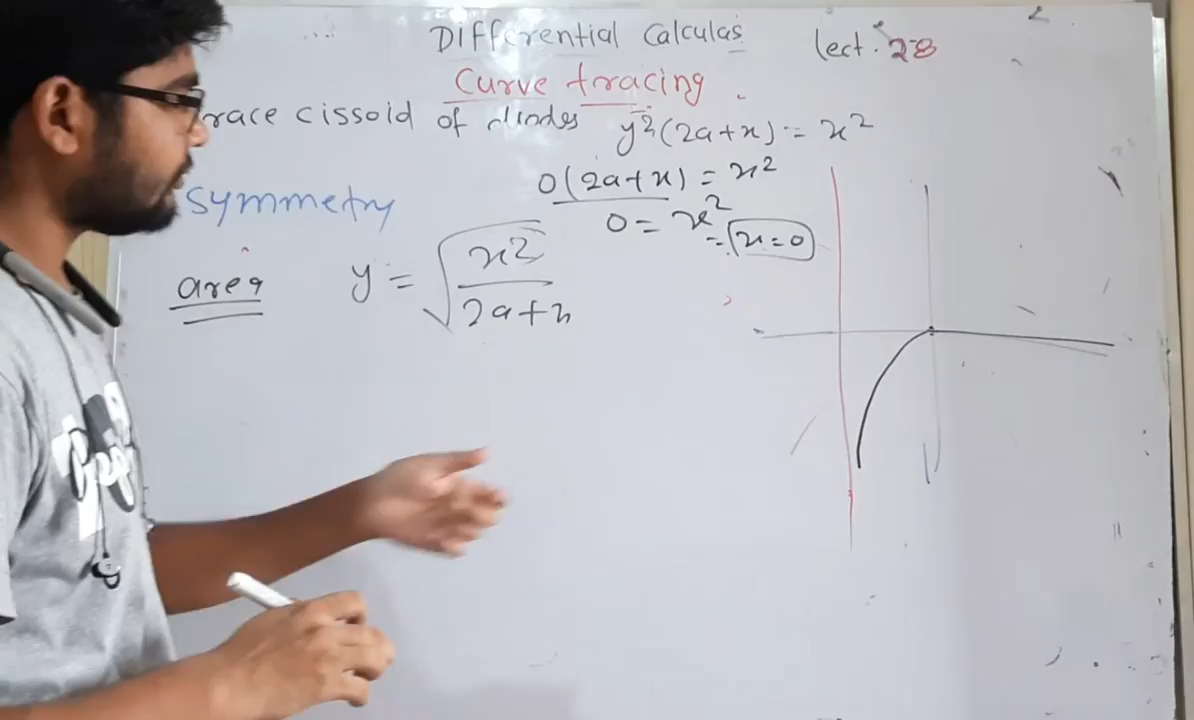 Differential Calculas
lect. 28
Curve tracing
race cissoid of y²(2a+x) = x²
0(2a+x) = x²
symmetry
0 = x²
= x=0
area
y = √(x²/(2a+x))